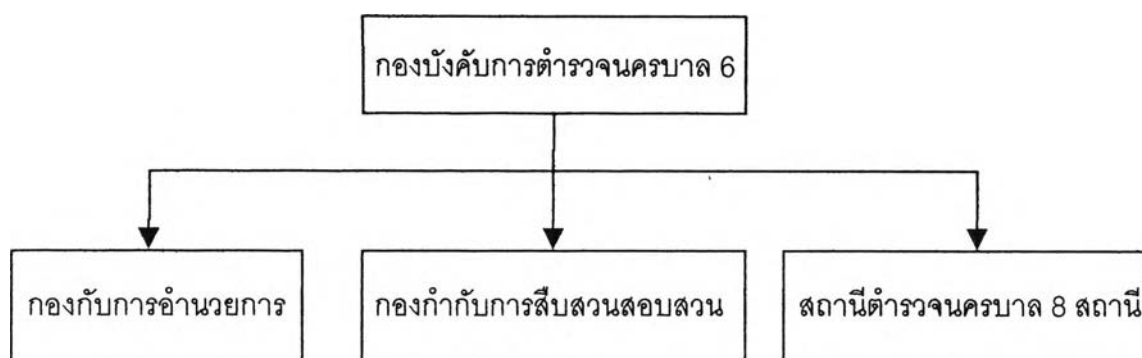 กองบังคับการตำรวจนครบาล 6
กองกับการอำนวยการ
กองกำกับการสืบสวนสอบสวน
สถานีตำรวจนครบาล 8 สถานี